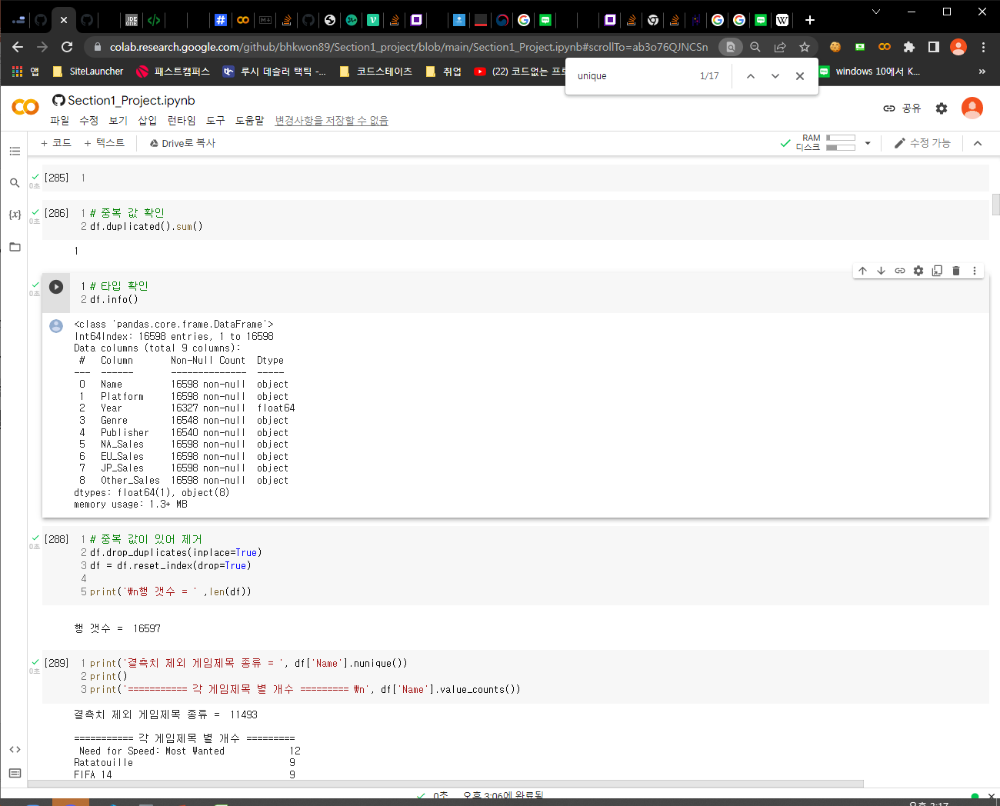 colab.research.google.com/github/bhkwon89/Section1_project/blob/main/Section1_Project.ipynb#scrollTo=ab3o76QJNCSn
앱 SiteLauncher 패스트캠퍼스 루시 데슬러 택틱 -... 코드스테이츠 취업 (22) 코드없는 프로 windows 10에서 K... »
unique 1/17
Section1_Project.ipynb
공유
파일 수정 보기 삽입 런타임 도구 도움말 변경사항을 저장할 수 없음
+ 코드 + 텍스트 Drive로 복사
RAM
디스크
수정 가능
[285] 1
0초
[286] 1 # 중복 값 확인
0초 2 df.duplicated().sum()
1
1 # 타입 확인
0초 2 df.info()
<class 'pandas.core.frame.DataFrame'>
Int64Index: 16598 entries, 1 to 16598
Data columns (total 9 columns):
# Column Non-Null Count Dtype
--- ------ -------------- -----
0 Name 16598 non-null object
1 Platform 16598 non-null object
2 Year 16327 non-null float64
3 Genre 16548 non-null object
4 Publisher 16540 non-null object
5 NA_Sales 16598 non-null object
6 EU_Sales 16598 non-null object
7 JP_Sales 16598 non-null object
8 Other_Sales 16598 non-null object
dtypes: float64(1), object(8)
memory usage: 1.3+ MB
[288] 1 # 중복 값이 있어 제거
0초 2 df.drop_duplicates(inplace=True)
3 df = df.reset_index(drop=True)
4
5 print('₩n행 갯수 = ' ,len(df))
행 갯수 = 16597
[289] 1 print('결측치 제외 게임제목 종류 = ', df['Name'].nunique())
0초 2 print()
3 print('=========== 각 게임제목 별 개수 ========= ₩n', df['Name'].value_counts())
결측치 제외 게임제목 종류 = 11493
=========== 각 게임제목 별 개수 =========
Need for Speed: Most Wanted 12
Ratatouille 9
FIFA 14 9
0초 오후 3:06에 완료됨
오후 3:17